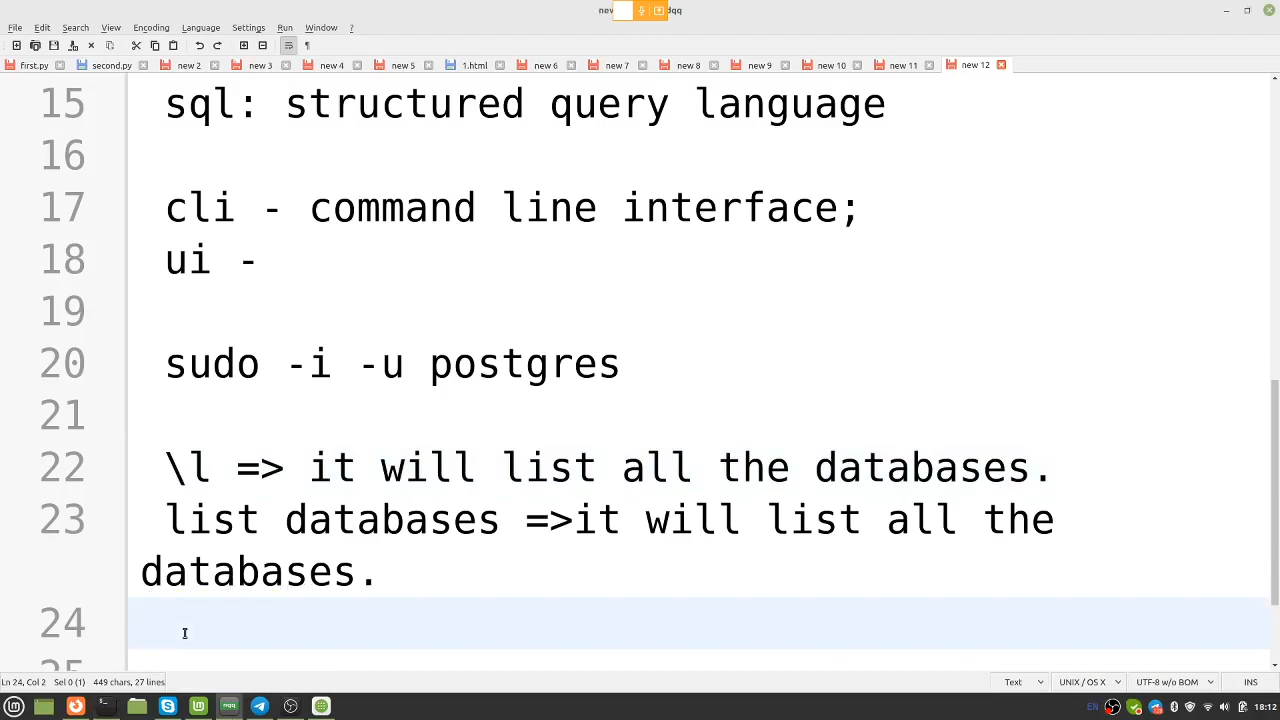 new
dqq
File Edit Search View Encoding Language Settings Run Window ?
first.py second.py new 2 new 3 new 4 new 5 1.html new 6 new 7 new 8 new 9 new 10 new 11 new 12
15 sql: structured query language
16
17 cli - command line interface;
18 ui -
19
20 sudo -i -u postgres
21
22 \l => it will list all the databases.
23 list databases =>it will list all the
databases.
24
25
Ln 24, Col 2 Sel 0 (1) 449 chars, 27 lines Text UNIX / OS X UTF-8 w/o BOM INS
nqq EN 18:12